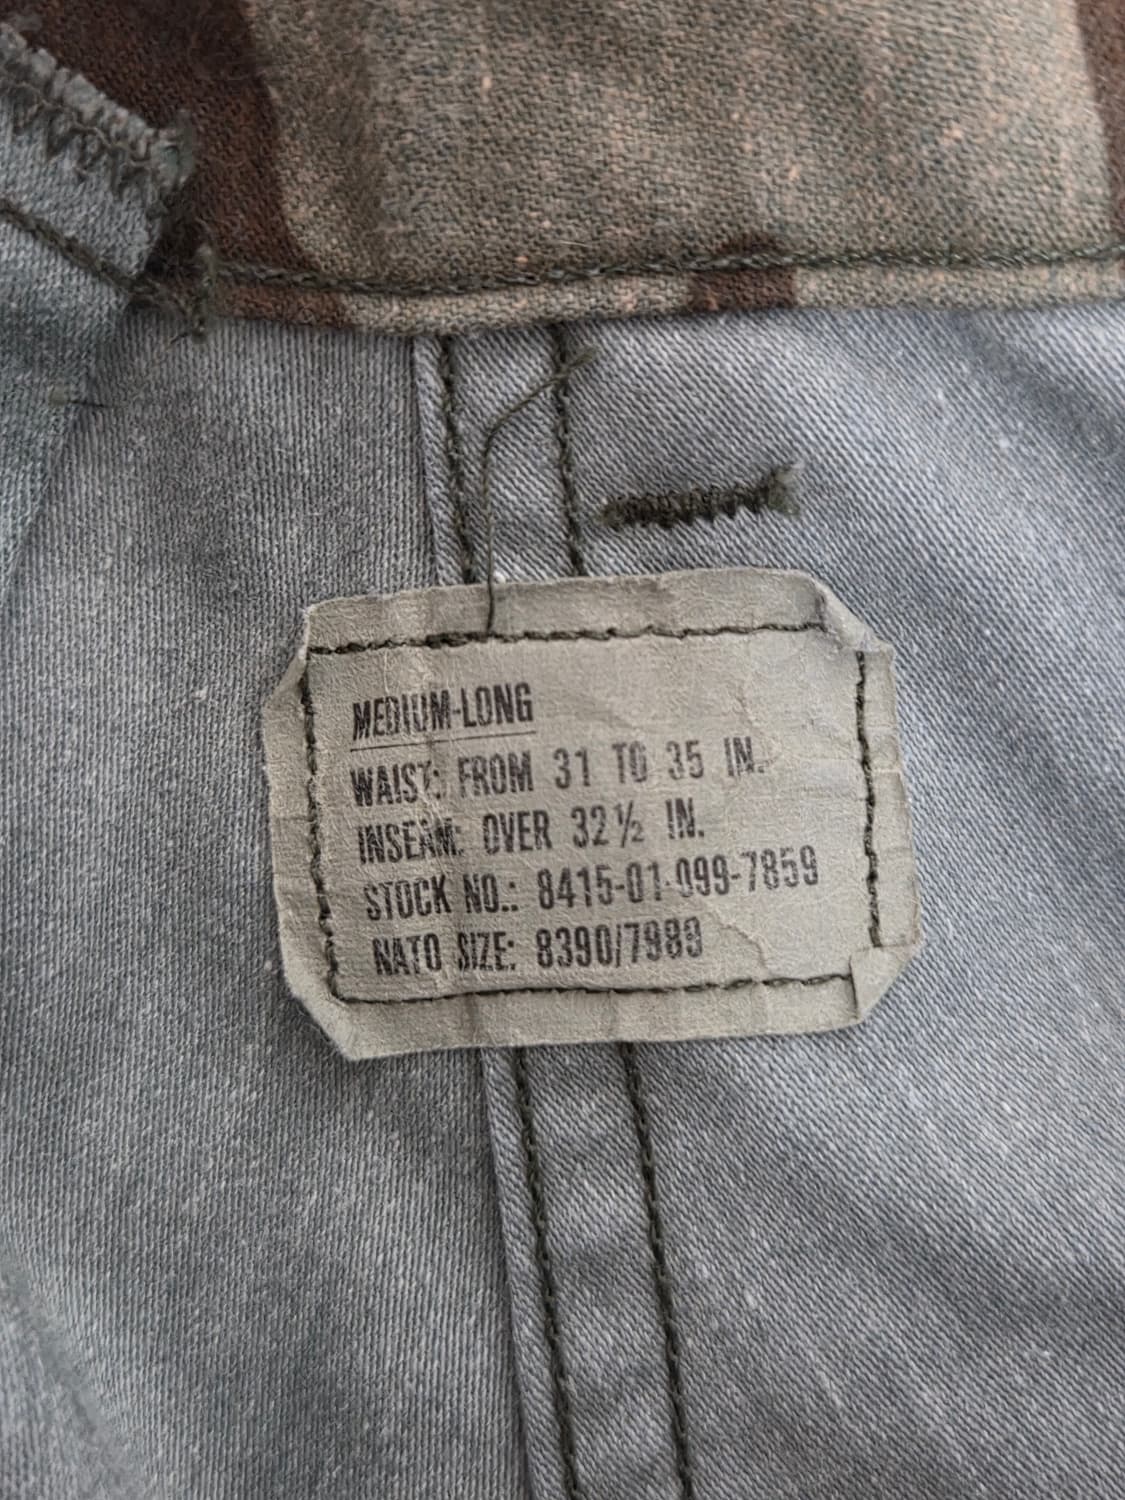 MEDIUM-LONG
WAIST: FROM 31 TO 35 IN.
INSEAM: OVER 32½ IN.
STOCK NO.: 8415-01-099-7859
NATO SIZE: 8390/7989